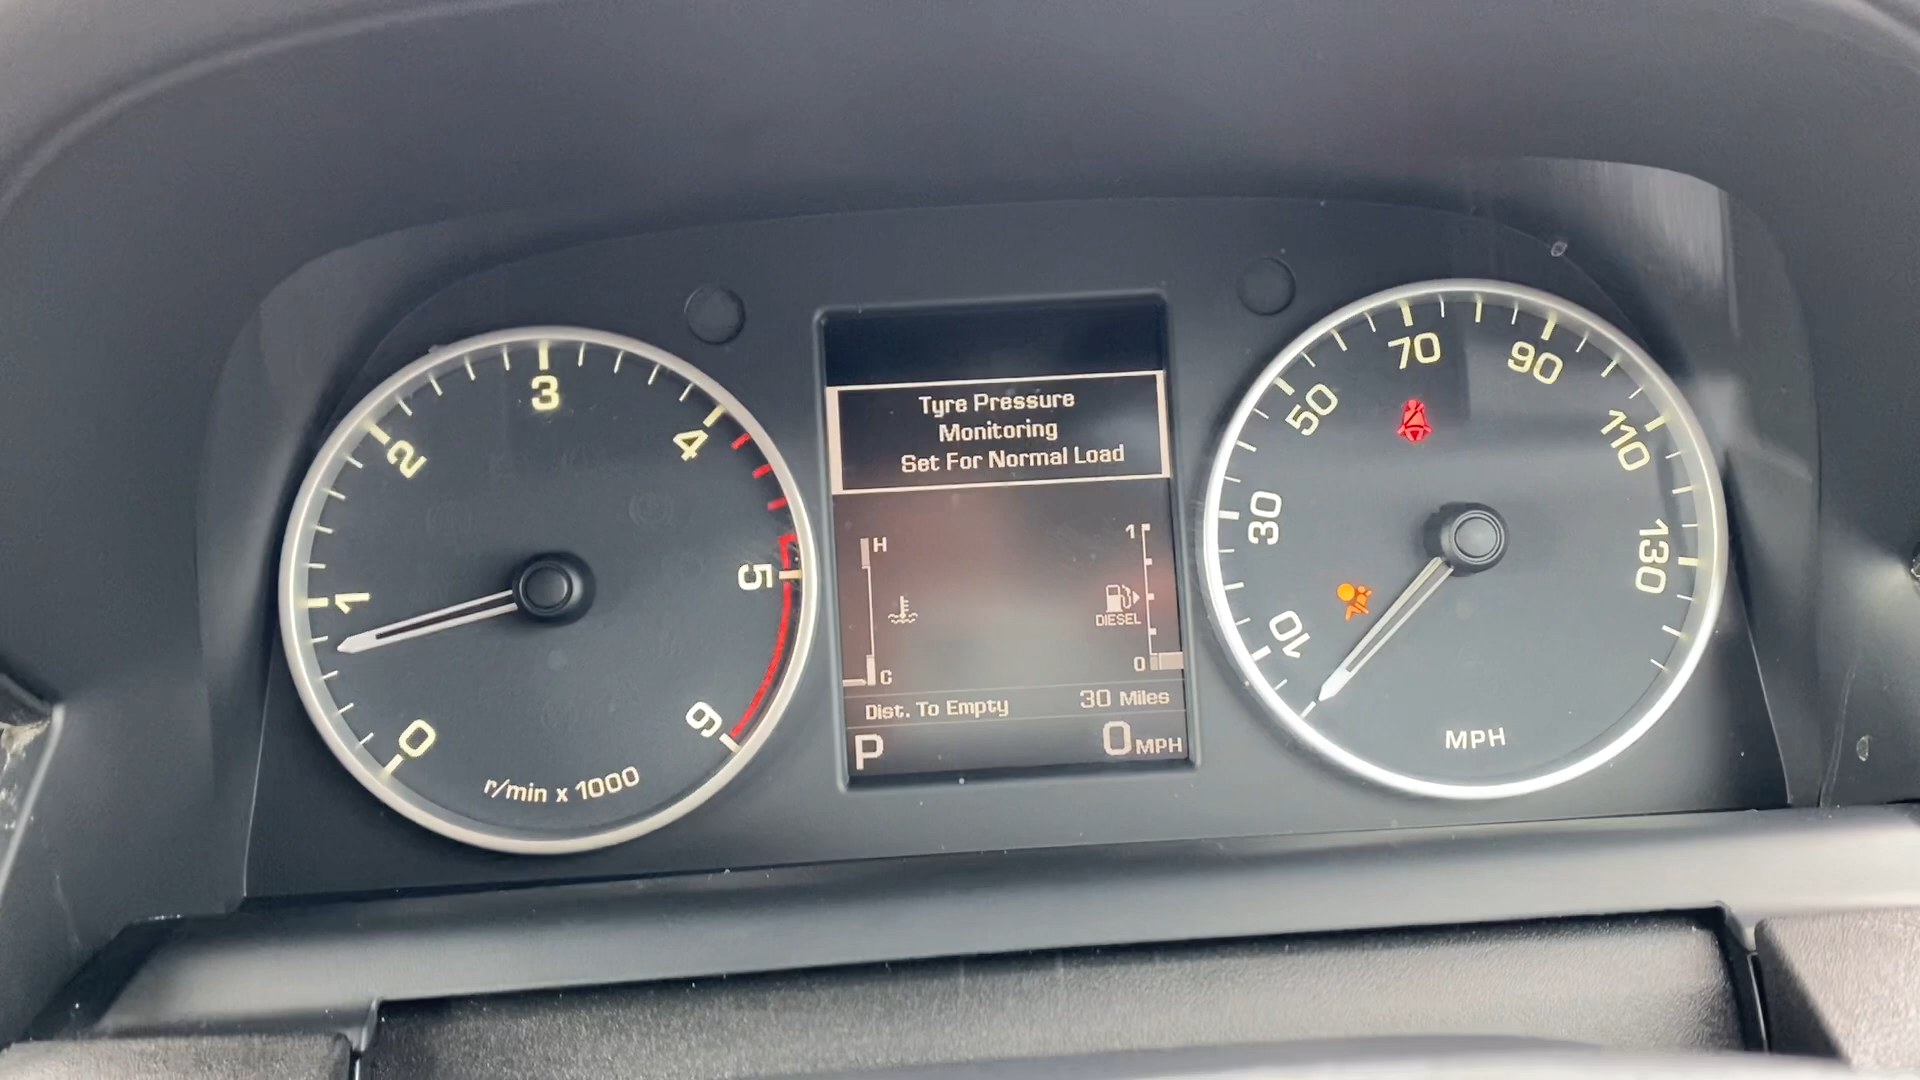 0
1
2
3
4
5
6
r/min x 1000
Tyre Pressure
Monitoring
Set For Normal Load
H
C
1
DIESEL
0
Dist. To Empty 30 Miles
P 0 MPH
10
30
50
70
90
110
130
MPH